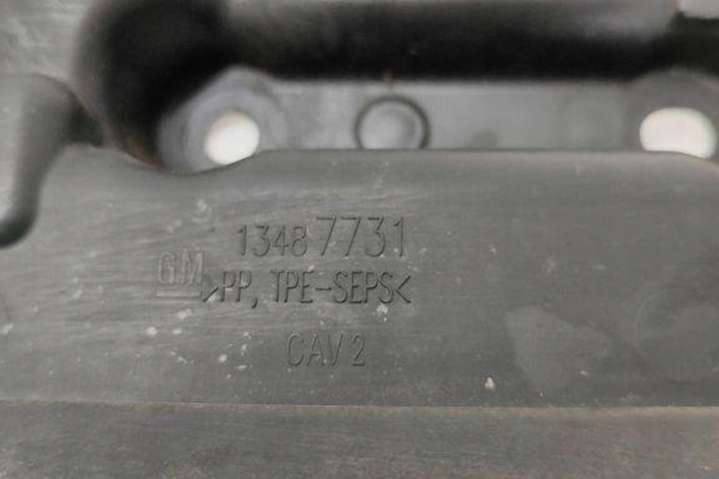 13487731
GM
>PP, TPE-SEPS<
CAV 2